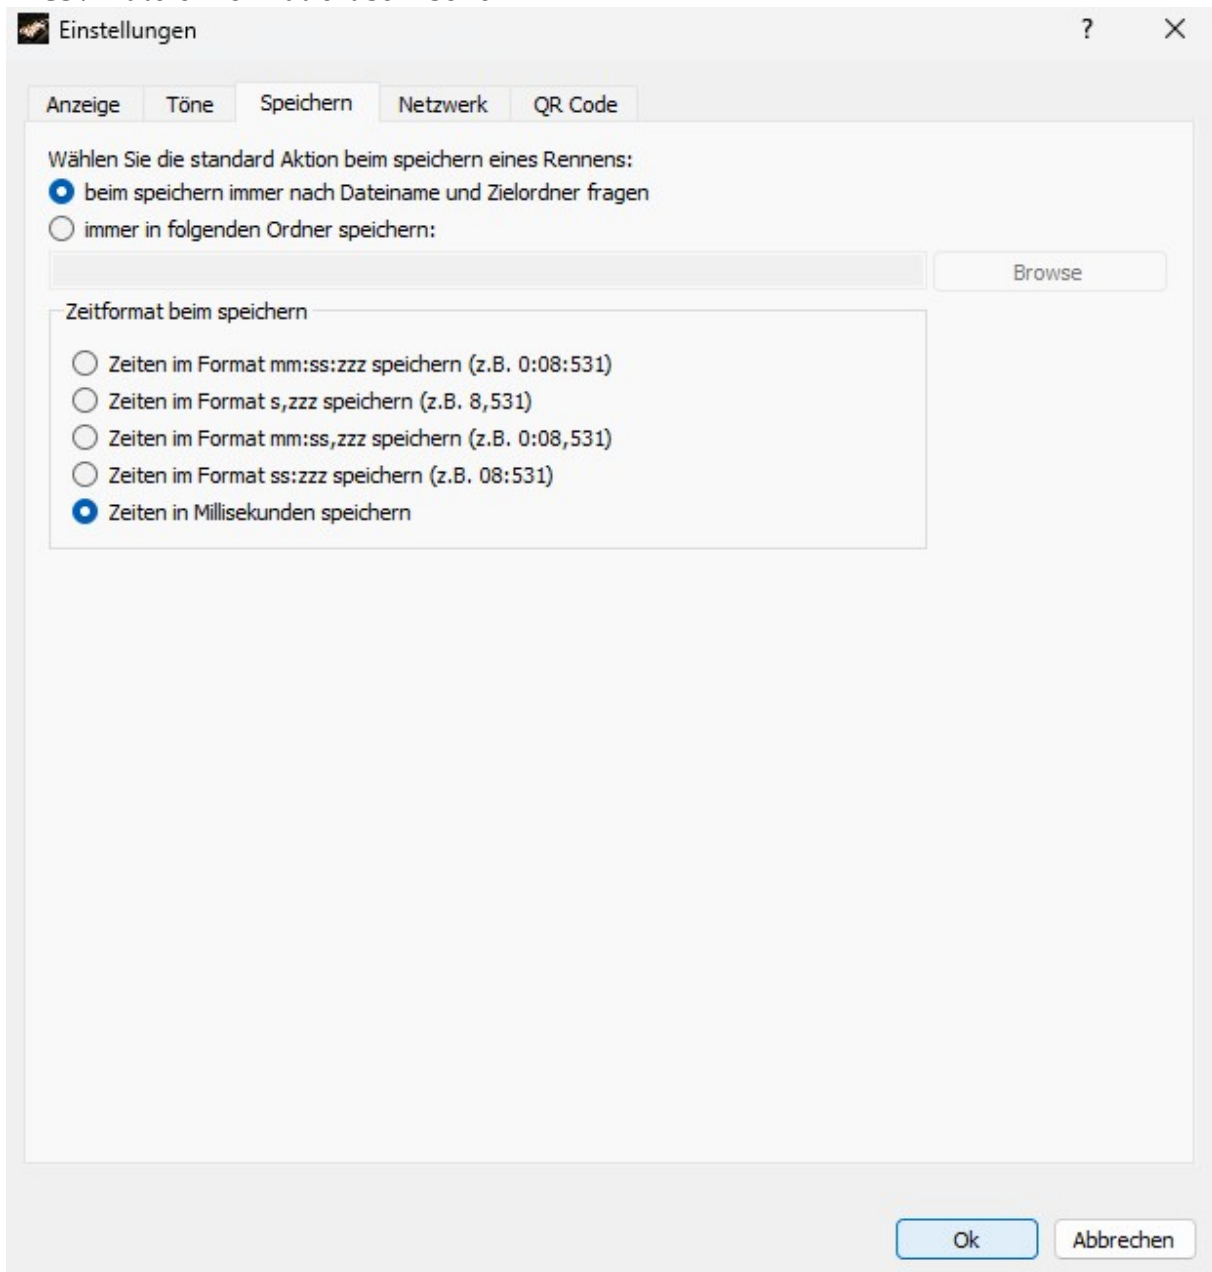 Einstellungen
?
Anzeige Töne Speichern Netzwerk QR Code
Wählen Sie die standard Aktion beim speichern eines Rennens:
beim speichern immer nach Dateiname und Zielordner fragen
immer in folgenden Ordner speichern:
Browse
Zeitformat beim speichern
Zeiten im Format mm:ss:zzz speichern (z.B. 0:08:531)
Zeiten im Format s,zzz speichern (z.B. 8,531)
Zeiten im Format mm:ss,zzz speichern (z.B. 0:08,531)
Zeiten im Format ss:zzz speichern (z.B. 08:531)
Zeiten in Millisekunden speichern
Ok Abbrechen